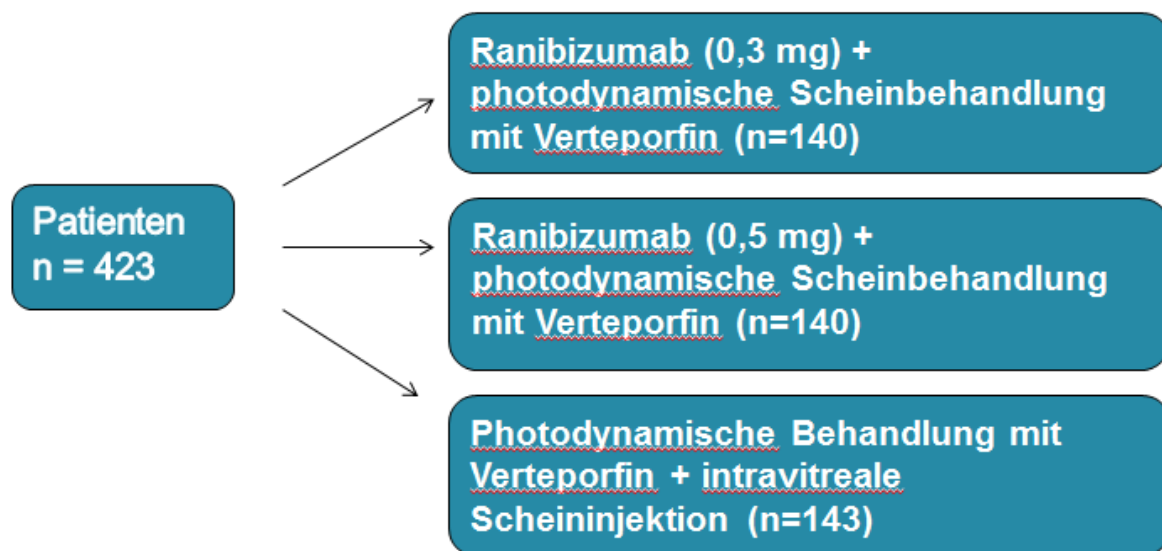 Patienten
n = 423
Ranibizumab (0,3 mg) +
photodynamische Scheinbehandlung
mit Verteporfin (n=140)
Ranibizumab (0,5 mg) +
photodynamische Scheinbehandlung
mit Verteporfin (n=140)
Photodynamische Behandlung mit
Verteporfin + intravitreale
Scheininjektion (n=143)